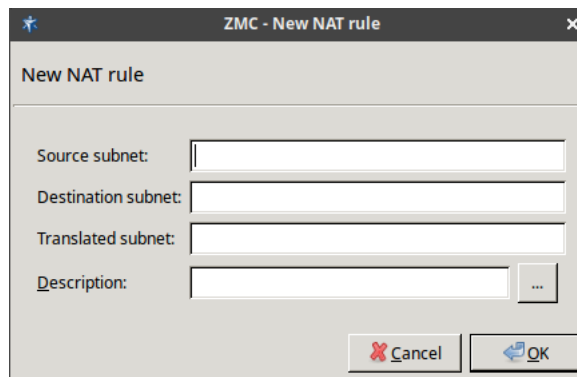 ZMC - New NAT rule
New NAT rule
Source subnet:
Destination subnet:
Translated subnet:
Description:
...
Cancel
OK